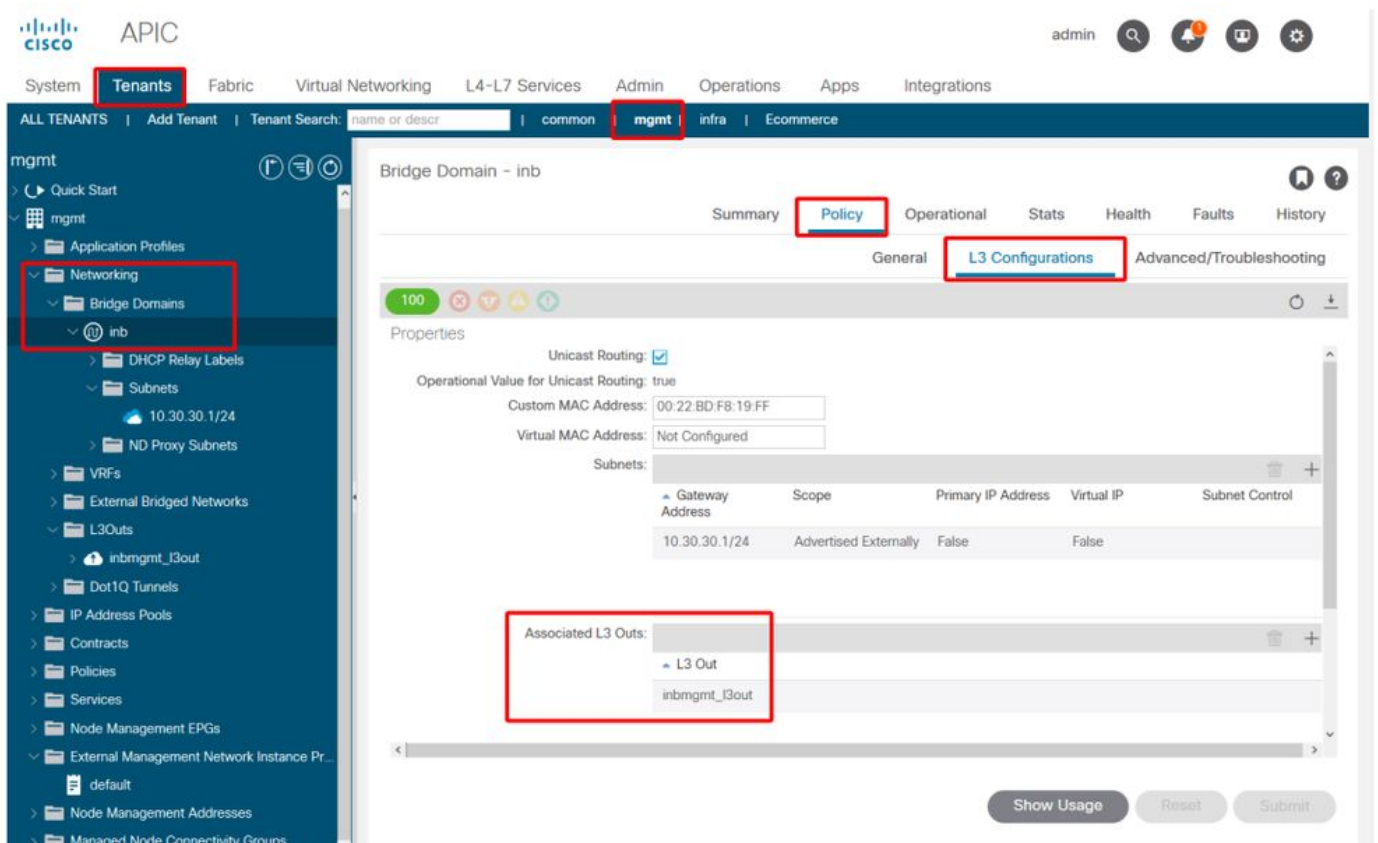 CISCO APIC admin 1
System Tenants Fabric Virtual Networking L4-L7 Services Admin Operations Apps Integrations
ALL TENANTS | Add Tenant | Tenant Search: name or descr | common | mgmt | infra | Ecommerce
mgmt
Quick Start
mgmt
Application Profiles
Networking
Bridge Domains
inb
DHCP Relay Labels
Subnets
10.30.30.1/24
ND Proxy Subnets
VRFs
External Bridged Networks
L3Outs
inbmgmt_l3out
Dot1Q Tunnels
IP Address Pools
Contracts
Policies
Services
Node Management EPGs
External Management Network Instance Pr...
default
Node Management Addresses
Managed Node Connectivity Groups
Bridge Domain - inb
Summary Policy Operational Stats Health Faults History
General L3 Configurations Advanced/Troubleshooting
100
Properties
Unicast Routing:
Operational Value for Unicast Routing: true
Custom MAC Address: 00:22:BD:F8:19:FF
Virtual MAC Address: Not Configured
Subnets:
Gateway Address Scope Primary IP Address Virtual IP Subnet Control
10.30.30.1/24 Advertised Externally False False
Associated L3 Outs:
L3 Out
inbmgmt_l3out
Show Usage Reset Submit